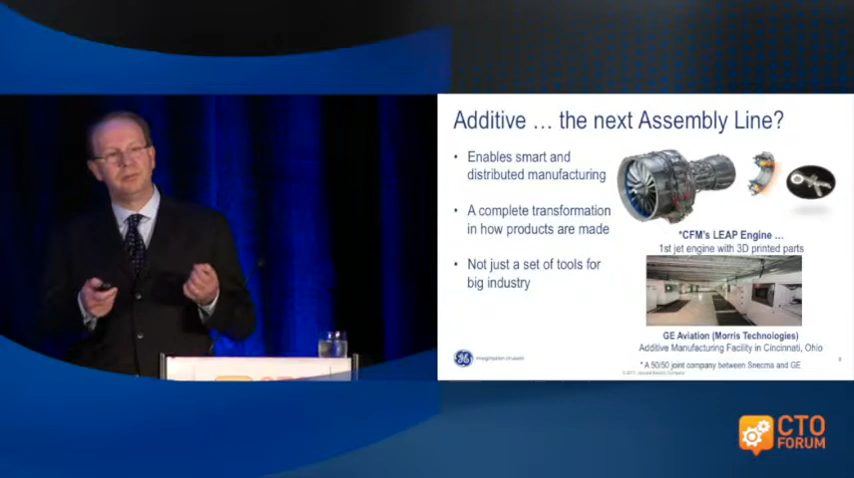 Additive … the next Assembly Line?
• Enables smart and
distributed manufacturing
• A complete transformation
in how products are made
• Not just a set of tools for
big industry
*CFM's LEAP Engine …
1st jet engine with 3D printed parts
GE Aviation (Morris Technologies)
Additive Manufacturing Facility in Cincinnati, Ohio
* A 50/50 joint company between Snecma and GE
imagination at work
CTO
FORUM